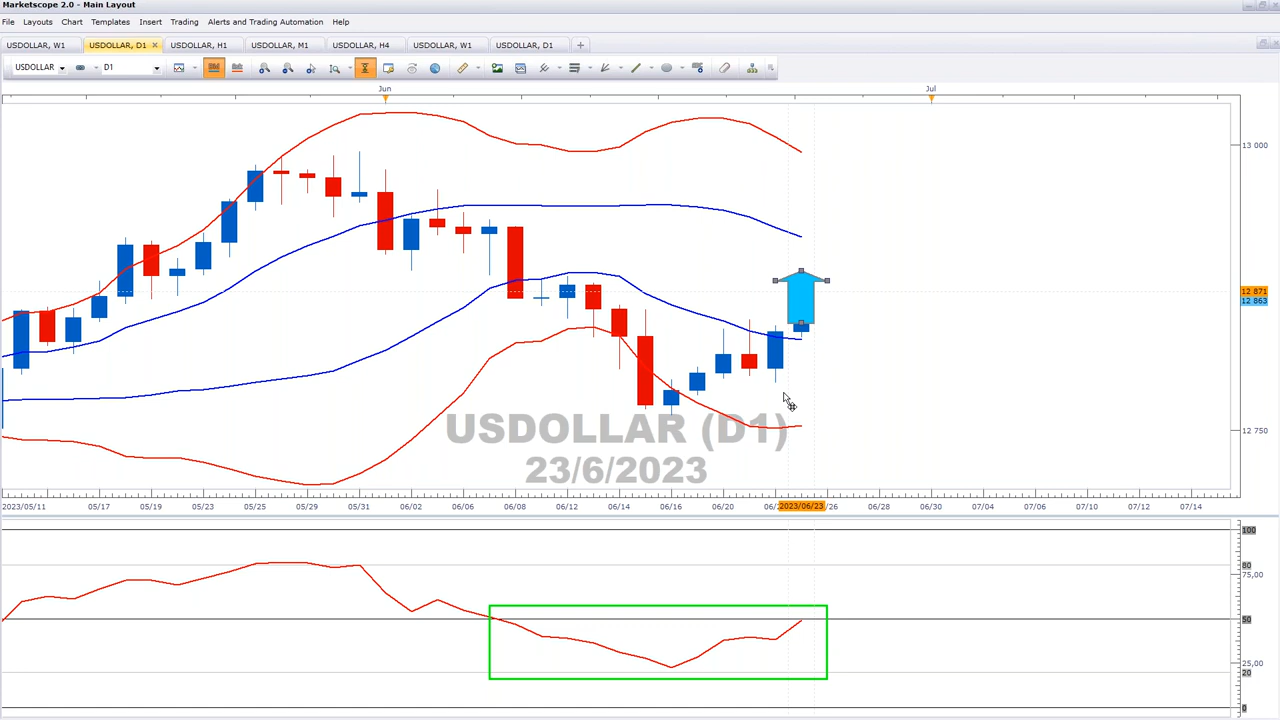 Marketscope 2.0 - Main Layout
File Layouts Chart Templates Insert Trading Alerts and Trading Automation Help
USDOLLAR, W1 USDOLLAR, D1 USDOLLAR, H1 USDOLLAR, M1 USDOLLAR, H4 USDOLLAR, W1 USDOLLAR, D1
USDOLLAR D1
Jun Jul
13 000
12 871
12 863
12 750
USDOLLAR (D1)
23/6/2023
2023/05/11 05/17 05/19 05/23 05/25 05/29 05/31 06/02 06/06 06/08 06/12 06/14 06/16 06/20 06/2 2023/06/23 /26 06/28 06/30 07/04 07/06 07/10 07/12 07/14
100
80
75,00
50
25,00
20
0